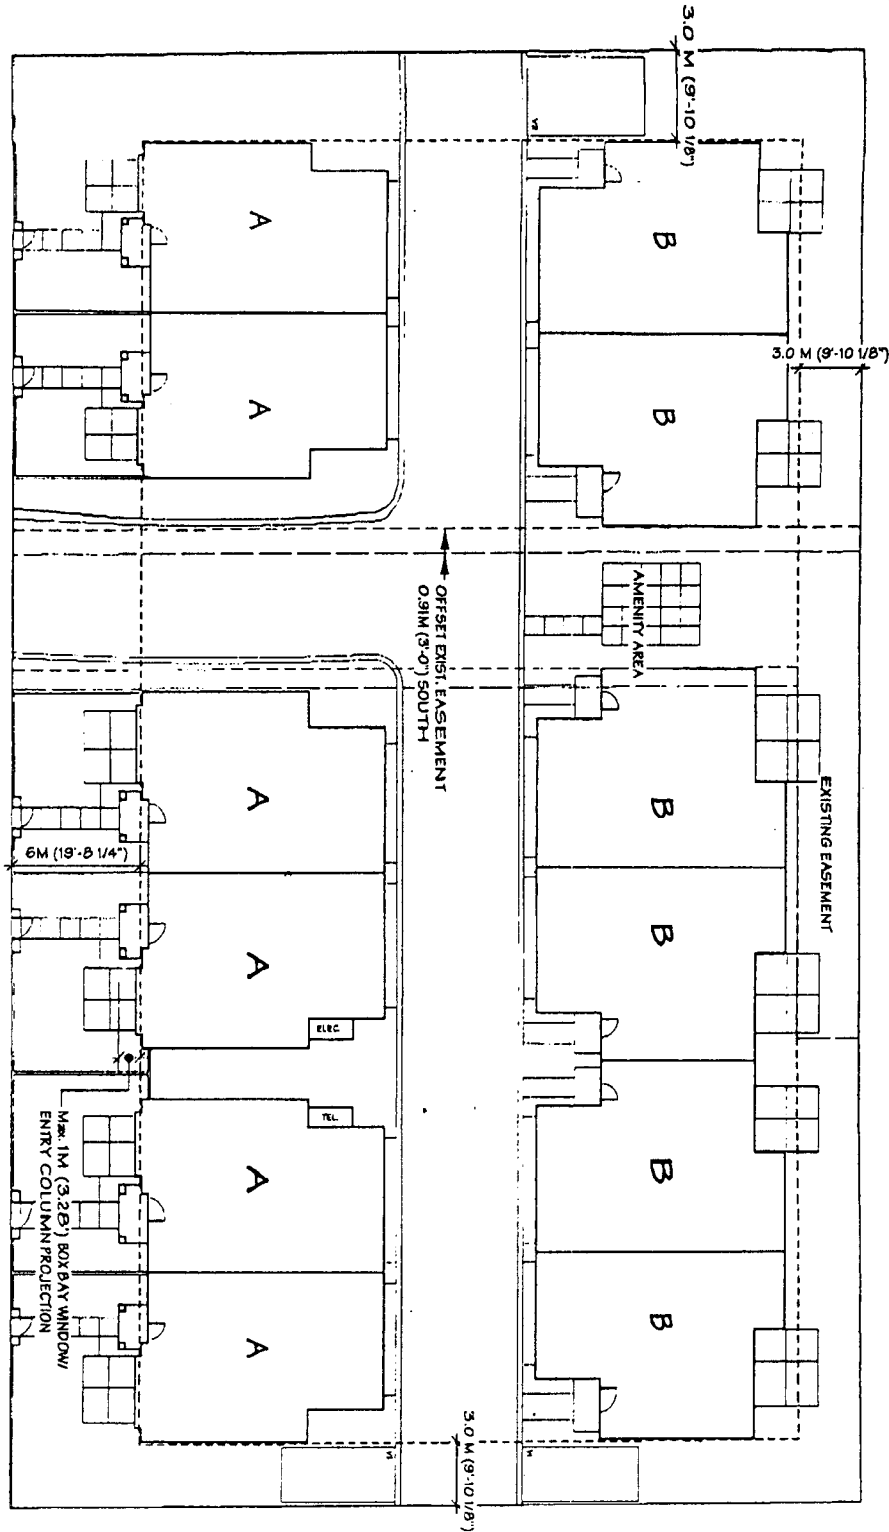 3.0 M (9'-10 1/8")
V2
A
B
3.0 M (9'-10 1/8")
A
B
OFFSET EXIST. EASEMENT
0.91M (3'-0") SOUTH
AMENITY AREA
EXISTING EASEMENT
A
B
6M (19'-8 1/4")
A
B
ELEC
TEL
Max. 1M (3.28') BOX BAY WINDOW/
ENTRY COLUMN PROJECTION
A
B
A
B
3.0 M (9'-10 1/8")